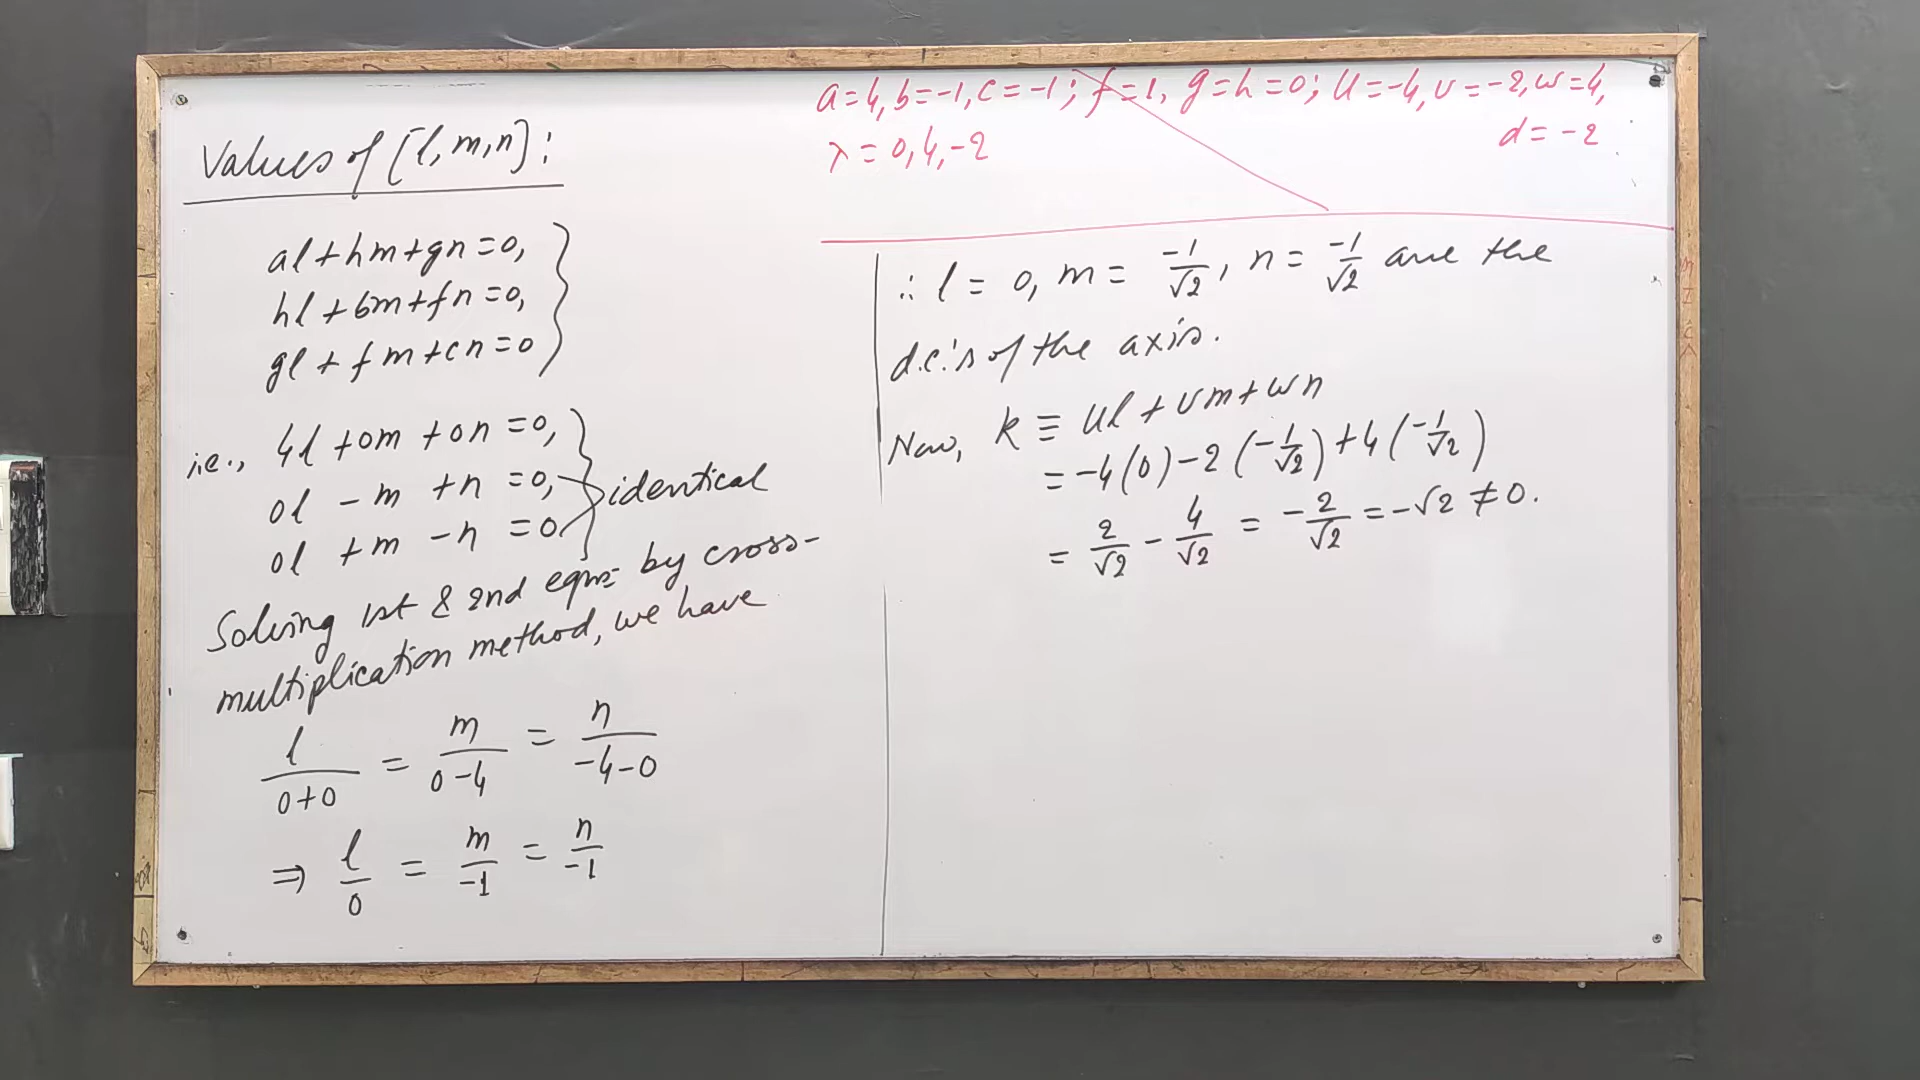 a=4, b=-1, c=-1; f=1, g=h=0; u=-4, v=-2, w=4,
λ=0,4,-2
d=-2
Values of [l,m,n]:
al+hm+gn=0,
hl+bm+fn=0,
gl+fm+cn=0
i.e., 4l+0m+0n=0,
0l-m+n=0,
0l+m-n=0
identical
Solving 1st & 2nd eqns by cross-
multiplication method, we have
l/(0+0) = m/(0-4) = n/(-4-0)
⇒ l/0 = m/-1 = n/-1
∴ l=0, m=-1/√2, n=-1/√2 are the
d.c.'s of the axis.
Now, k≡ul+vm+wn
=-4(0)-2(-1/√2)+4(-1/√2)
=2/√2-4/√2=-2/√2=-√2≠0.